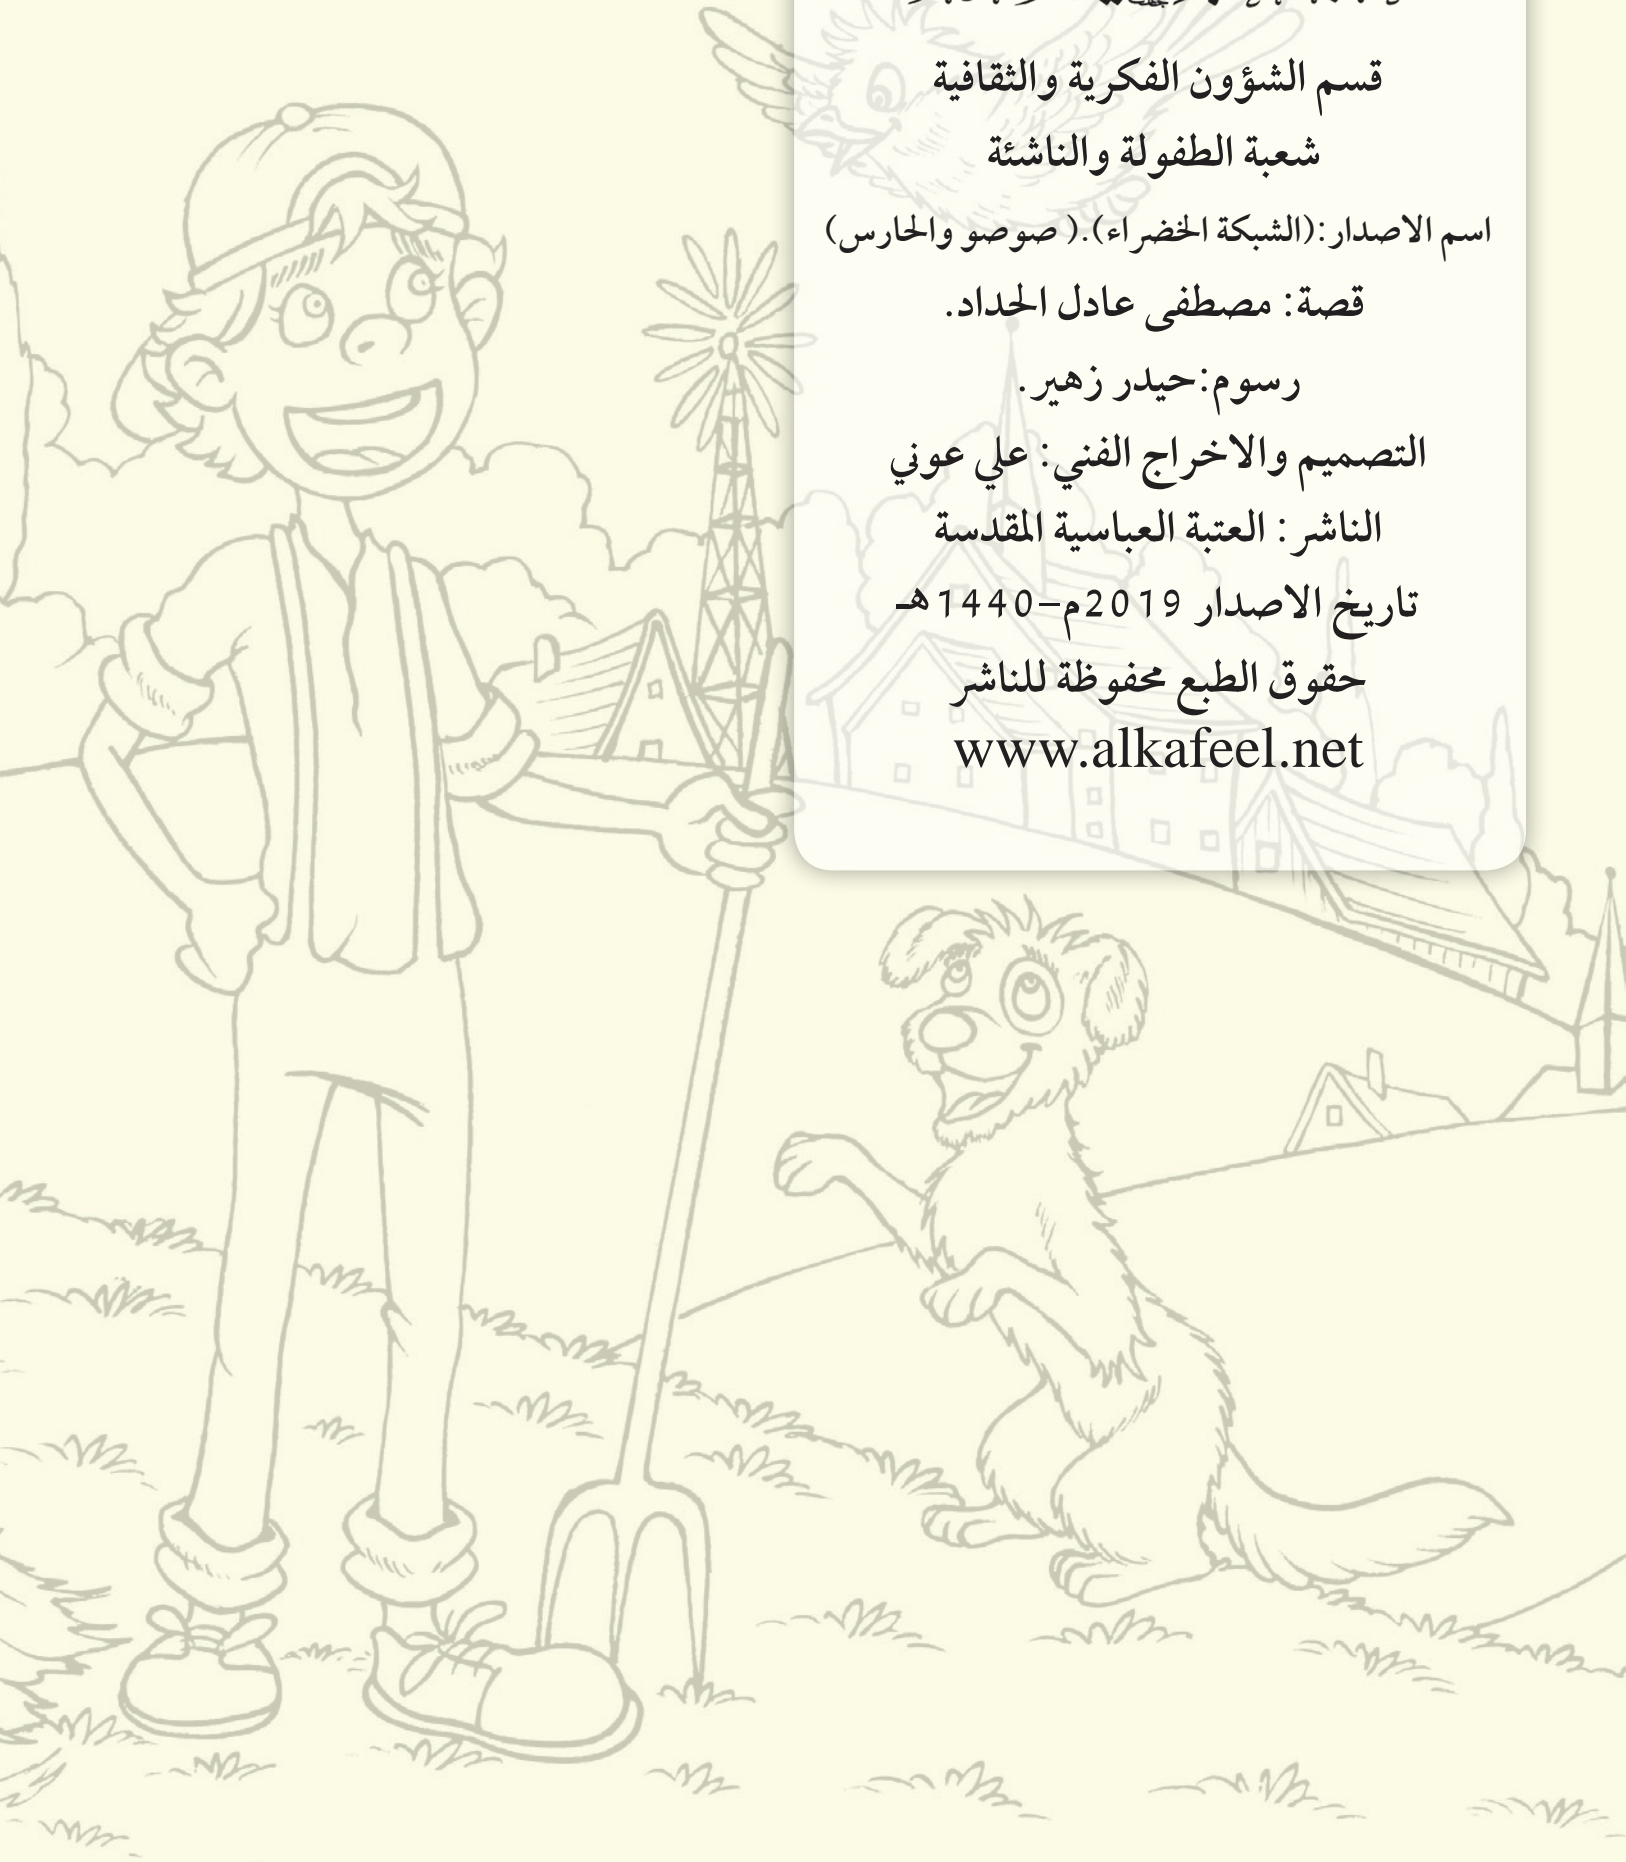 قسم الشؤون الفكرية والثقافية
شعبة الطفولة والناشئة
اسم الاصدار:(الشبكة الخضراء).( صوصو والحارس)
قصة: مصطفى عادل الحداد.
رسوم:حيدر زهير.
التصميم والاخراج الفني: علي عوني
الناشر : العتبة العباسية المقدسة
تاريخ الاصدار 2019م–1440هـ
حقوق الطبع محفوظة للناشر
www.alkafeel.net